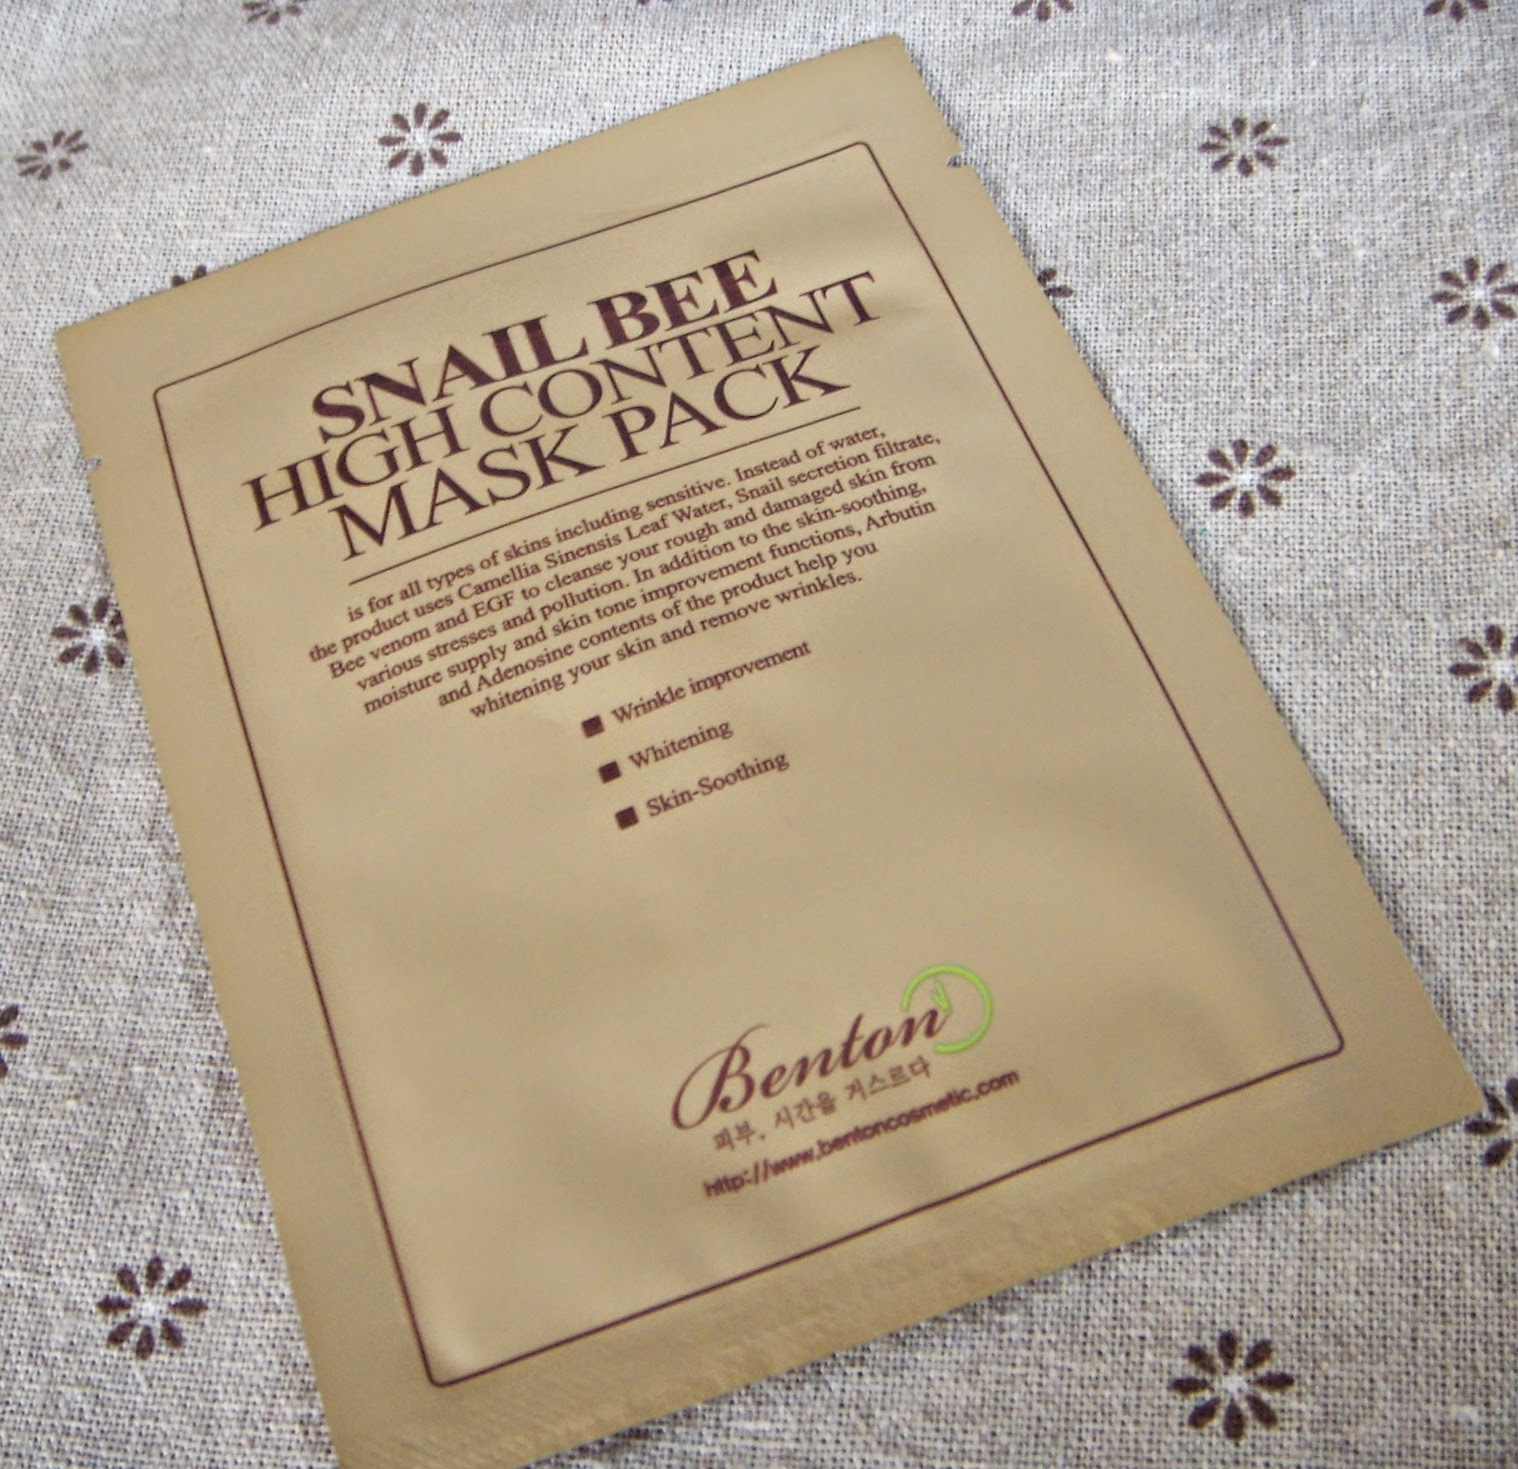 SNAIL BEE
HIGH CONTENT
MASK PACK
is for all types of skins including sensitive. Instead of water,
the product uses Camellia Sinensis Leaf Water, Snail secretion filtrate,
Bee venom and EGF to cleanse your rough and damaged skin from
various stresses and pollution. In addition to the skin-soothing,
moisture supply and skin tone improvement functions, Arbutin
and Adenosine contents of the product help you
whitening your skin and remove wrinkles.
■ Wrinkle improvement
■ Whitening
■ Skin-Soothing
Benton
피부, 시간을 거스르다
http://www.bentoncosmetic.com